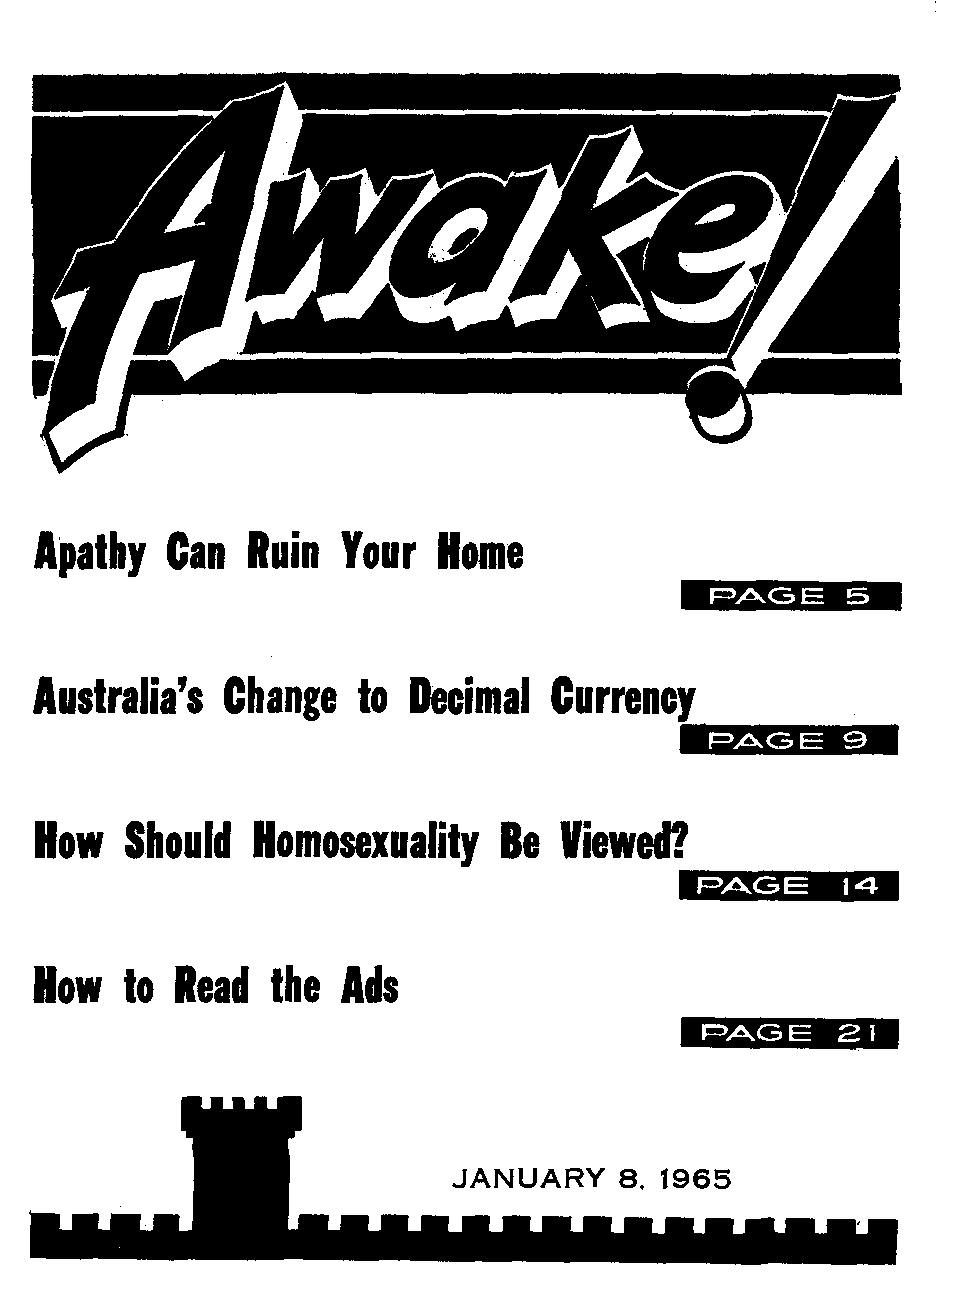 Awake!
Apathy Can Ruin Your Home
PAGE 5
Australia's Change to Decimal Currency
PAGE 9
How Should Homosexuality Be Viewed?
PAGE 14
How to Read the Ads
PAGE 21
JANUARY 8, 1965